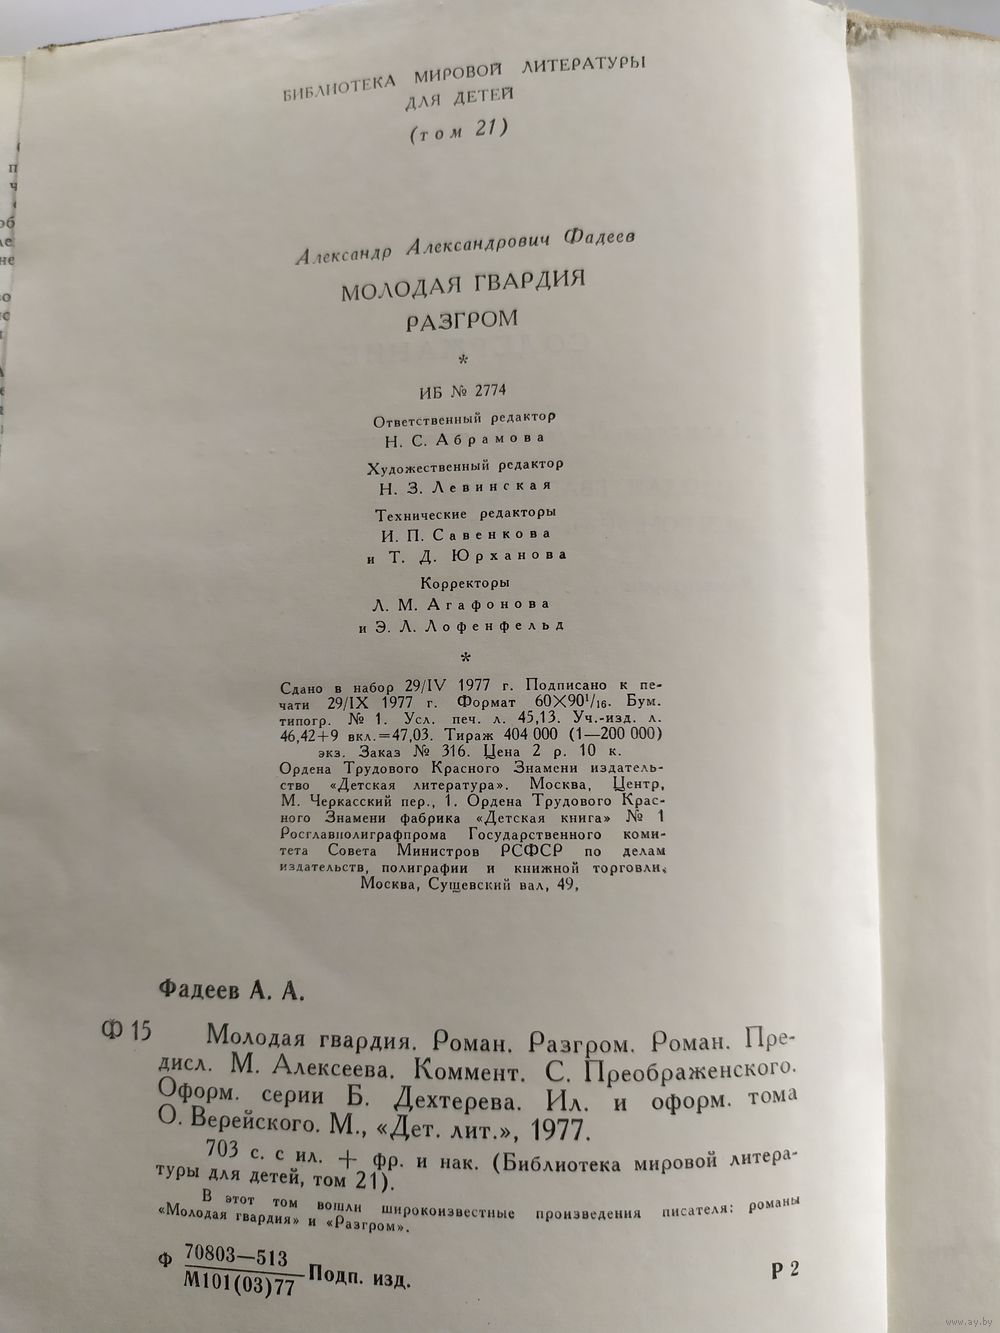 БИБЛИОТЕКА МИРОВОЙ ЛИТЕРАТУРЫ
ДЛЯ ДЕТЕЙ
(том 21)
Александр Александрович Фадеев
МОЛОДАЯ ГВАРДИЯ
РАЗГРОМ
*
ИБ № 2774
Ответственный редактор
Н. С. Абрамова
Художественный редактор
Н. З. Левинская
Технические редакторы
И. П. Савенкова
и Т. Д. Юрханова
Корректоры
Л. М. Агафонова
и Э. Л. Лофенфельд
*
Сдано в набор 29/IV 1977 г. Подписано к пе-
чати 29/IX 1977 г. Формат 60X90¹/₁₆. Бум.
типогр. № 1. Усл. печ. л. 45,13. Уч.-изд. л.
46,42+9 вкл.=47,03. Тираж 404 000 (1—200 000)
экз. Заказ № 316. Цена 2 р. 10 к.
Ордена Трудового Красного Знамени издатель-
ство «Детская литература». Москва, Центр,
М. Черкасский пер., 1. Ордена Трудового Крас-
ного Знамени фабрика «Детская книга» № 1
Росглавполиграфпрома Государственного коми-
тета Совета Министров РСФСР по делам
издательств, полиграфии и книжной торговли,
Москва, Сущевский вал, 49,
Фадеев А. А.
Ф 15 Молодая гвардия. Роман. Разгром. Роман. Пре-
дисл. М. Алексеева. Коммент. С. Преображенского.
Оформ. серии Б. Дехтерева. Ил. и оформ. тома
О. Верейского. М., «Дет. лит.», 1977.
703 с. с ил. + фр. и нак. (Библиотека мировой литера-
туры для детей, том 21).
В этот том вошли широкоизвестные произведения писателя: романы
«Молодая гвардия» и «Разгром».
Ф 70803—513
М101(03)77 Подп. изд. Р 2
www.ay.by